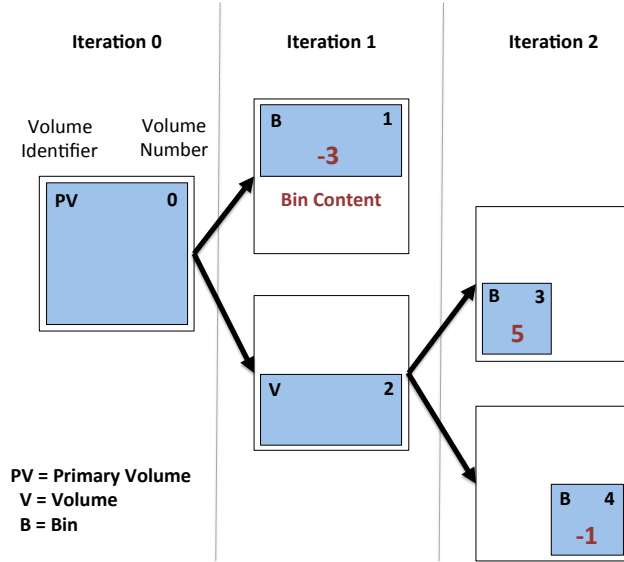 Iteration 0
Iteration 1
Iteration 2
Volume Identifier
Volume Number
PV 0
B 1
-3
Bin Content
V 2
B 3
5
B 4
-1
PV = Primary Volume
V = Volume
B = Bin